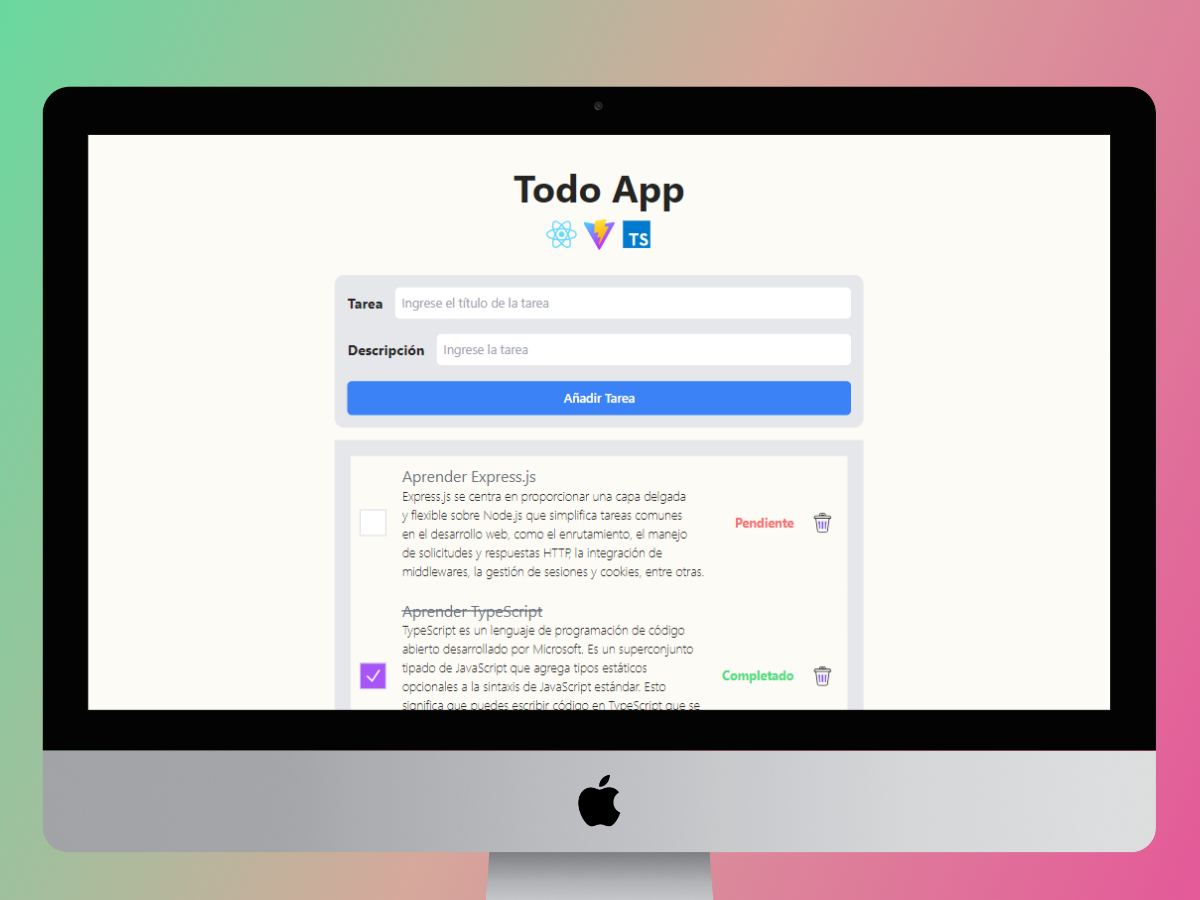 Todo App
TS
Tarea
Ingrese el título de la tarea
Descripción
Ingrese la tarea
Añadir Tarea
Aprender Express.js
Express.js se centra en proporcionar una capa delgada
y flexible sobre Node.js que simplifica tareas comunes
en el desarrollo web, como el enrutamiento, el manejo
de solicitudes y respuestas HTTP, la integración de
middlewares, la gestión de sesiones y cookies, entre otras.
Pendiente
Aprender TypeScript
TypeScript es un lenguaje de programación de código
abierto desarrollado por Microsoft. Es un superconjunto
tipado de JavaScript que agrega tipos estáticos
opcionales a la sintaxis de JavaScript estándar. Esto
significa que puedes escribir código en TypeScript que se
Completado